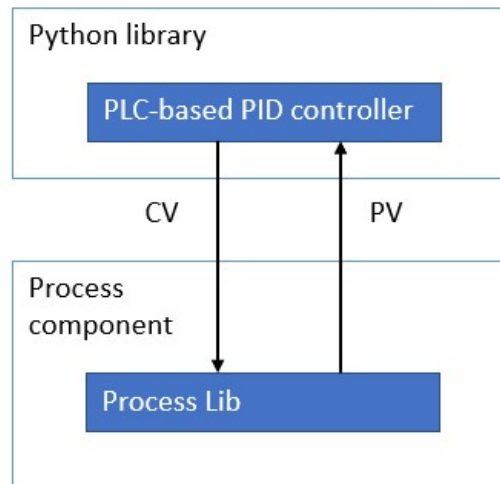 Python library
PLC-based PID controller
CV
PV
Process
component
Process Lib